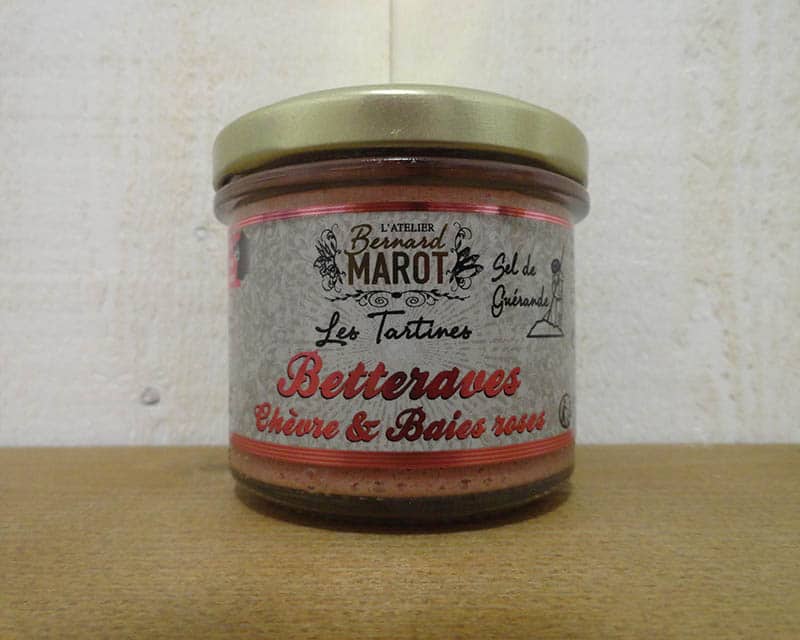 L'ATELIER
Bernard
MAROT
Sel de
Guérande
Les Tartines
Betteraves
Chèvre & Baies roses